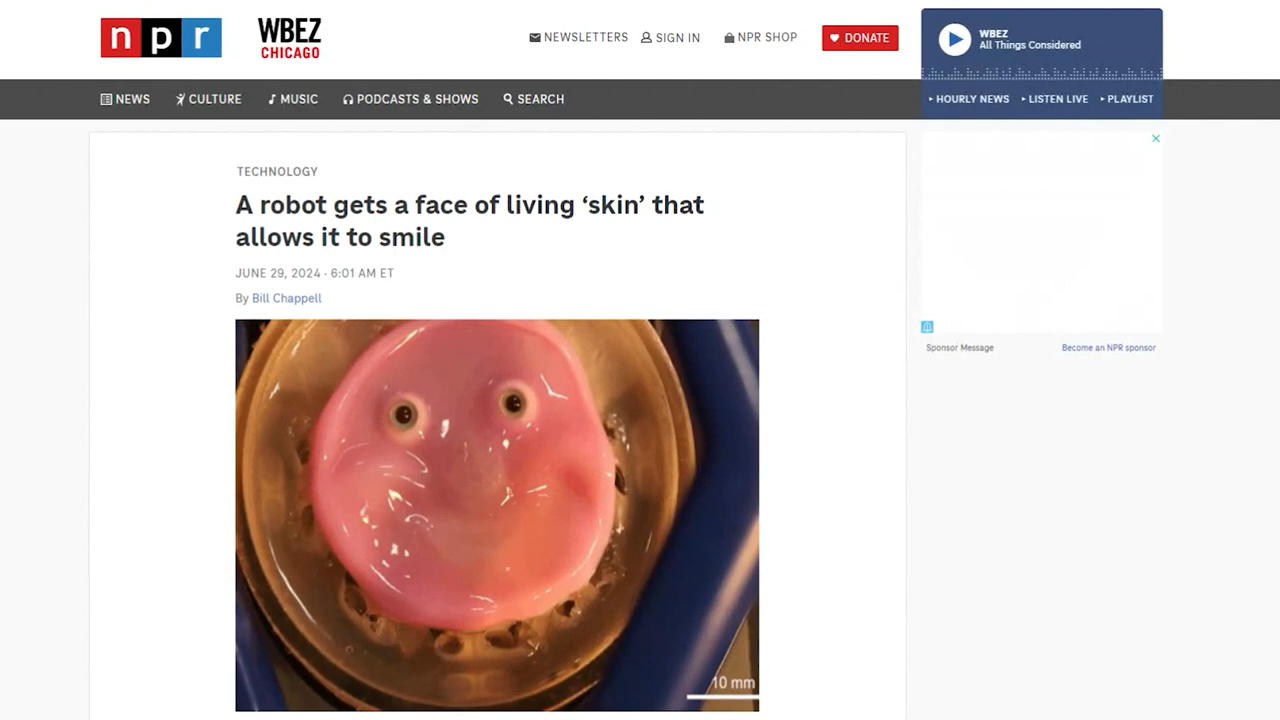 npr
WBEZ
CHICAGO
NEWSLETTERS
SIGN IN
NPR SHOP
DONATE
WBEZ
All Things Considered
NEWS
CULTURE
MUSIC
PODCASTS & SHOWS
SEARCH
HOURLY NEWS
LISTEN LIVE
PLAYLIST
TECHNOLOGY
A robot gets a face of living ‘skin’ that
allows it to smile
JUNE 29, 2024 · 6:01 AM ET
By Bill Chappell
10 mm
Sponsor Message
Become an NPR sponsor